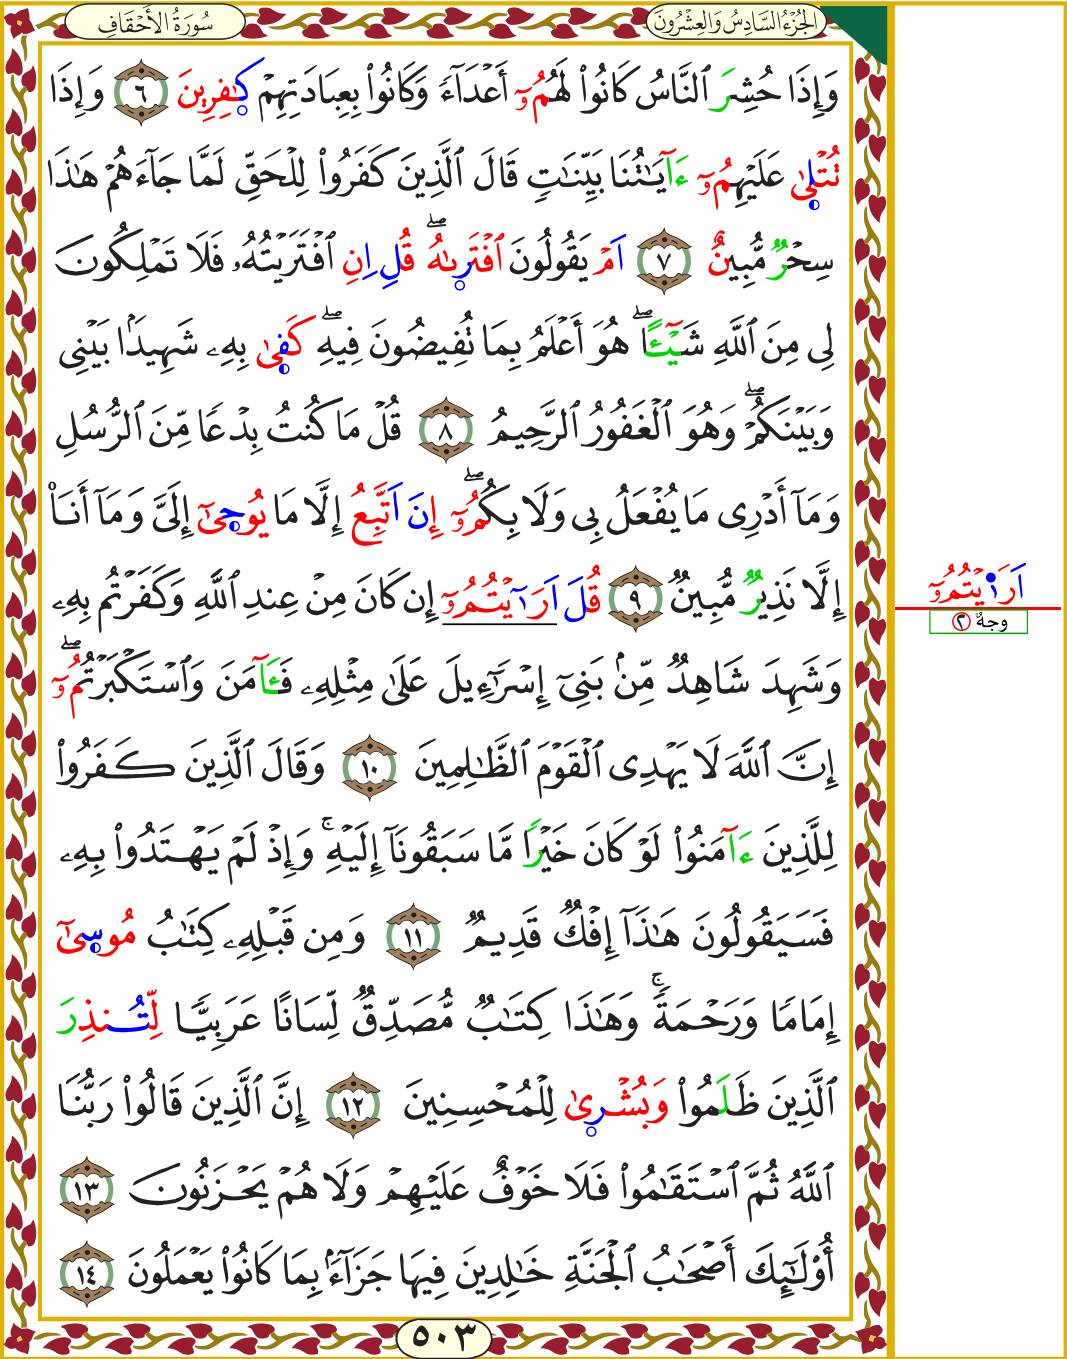 الجُزْءُ السَّادِسُ وَالعِشْرُونَ
سُورَةُ الأَحْقَافِ
وَإِذَا حُشِرَ ٱلنَّاسُ كَانُوا۟ لَهُمُۥٓ أَعْدَآءً وَكَانُوا۟ بِعِبَادَتِهِمْ كَٰفِرِينَ ٦ وَإِذَا
تُتْلَىٰ عَلَيْهِمُۥٓ ءَايَٰتُنَا بَيِّنَٰتٍ قَالَ ٱلَّذِينَ كَفَرُوا۟ لِلْحَقِّ لَمَّا جَآءَهُمْ هَٰذَا
سِحْرٌ مُّبِينٌ ٧ اَمْ يَقُولُونَ ٱفْتَرَىٰهُۖ قُلِ اِنِ ٱفْتَرَيْتُهُۥ فَلَا تَمْلِكُونَ
لِى مِنَ ٱللَّهِ شَيْـًٔاۖ هُوَ أَعْلَمُ بِمَا تُفِيضُونَ فِيهِۖ كَفَىٰ بِهِۦ شَهِيدًۢا بَيْنِى
وَبَيْنَكُمْۖ وَهُوَ ٱلْغَفُورُ ٱلرَّحِيمُ ٨ قُلْ مَا كُنتُ بِدْعًا مِّنَ ٱلرُّسُلِ
وَمَآ أَدْرِى مَا يُفْعَلُ بِى وَلَا بِكُمُۥٓۖ إِنَ اَتَّبِعُ إِلَّا مَا يُوحَىٰٓ إِلَىَّ وَمَآ أَنَا۠
إِلَّا نَذِيرٌ مُّبِينٌ ٩ قُلَ اَرَٰٓيْتُمُۥٓ إِن كَانَ مِنْ عِندِ ٱللَّهِ وَكَفَرْتُم بِهِۦ
وَشَهِدَ شَاهِدٌ مِّنۢ بَنِىٓ إِسْرَٰٓءِيلَ عَلَىٰ مِثْلِهِۦ فَـَٔامَنَ وَٱسْتَكْبَرْتُمُۥٓۖ
إِنَّ ٱللَّهَ لَا يَهْدِى ٱلْقَوْمَ ٱلظَّٰلِمِينَ ١٠ وَقَالَ ٱلَّذِينَ كَفَرُوا۟
لِلَّذِينَ ءَامَنُوا۟ لَوْ كَانَ خَيْرًا مَّا سَبَقُونَآ إِلَيْهِۚ وَإِذْ لَمْ يَهْتَدُوا۟ بِهِۦ
فَسَيَقُولُونَ هَٰذَآ إِفْكٌ قَدِيمٌ ١١ وَمِن قَبْلِهِۦ كِتَٰبُ مُوسَىٰٓ
إِمَامًا وَرَحْمَةًۚ وَهَٰذَا كِتَٰبٌ مُّصَدِّقٌ لِّسَانًا عَرَبِيًّا لِّتُنذِرَ
ٱلَّذِينَ ظَلَمُوا۟ وَبُشْرَىٰ لِلْمُحْسِنِينَ ١٢ إِنَّ ٱلَّذِينَ قَالُوا۟ رَبُّنَا
ٱللَّهُ ثُمَّ ٱسْتَقَٰمُوا۟ فَلَا خَوْفٌ عَلَيْهِمْ وَلَا هُمْ يَحْزَنُونَ ١٣
أُو۟لَٰٓئِكَ أَصْحَٰبُ ٱلْجَنَّةِ خَٰلِدِينَ فِيهَا جَزَآءًۢ بِمَا كَانُوا۟ يَعْمَلُونَ ١٤
اَرَاٰ۬يْتُمُۥٓ
وجهٌ ٢
٥٠٣